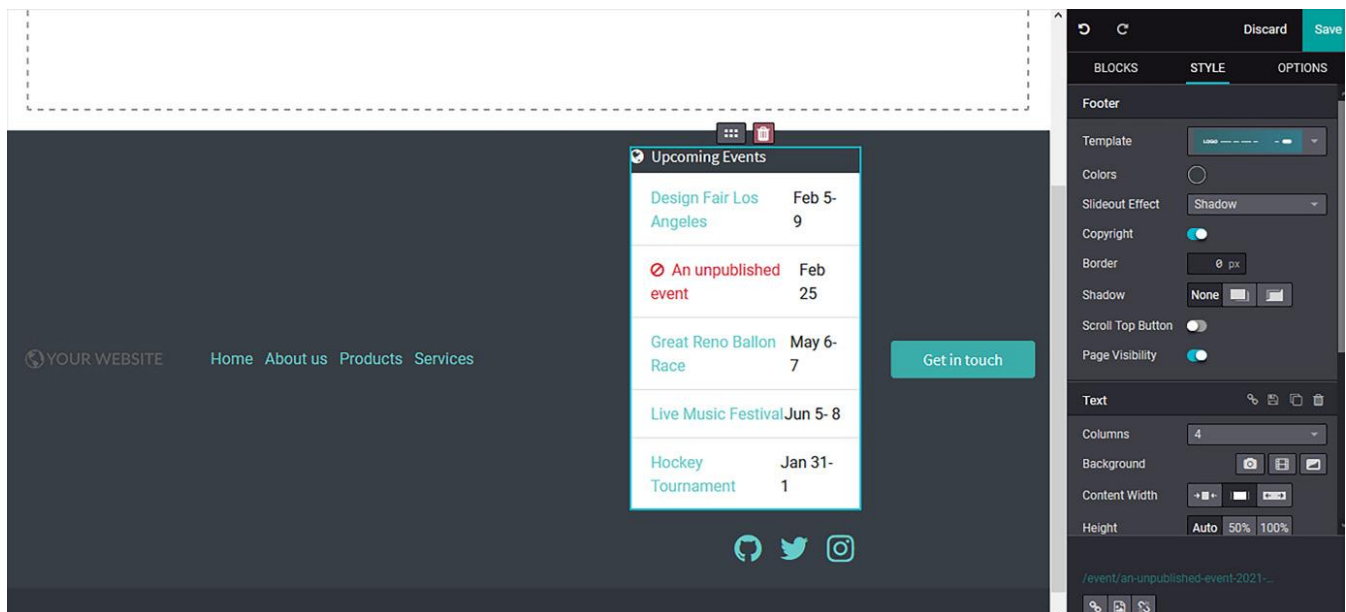 Discard Save
BLOCKS STYLE OPTIONS
Footer
Template LOGO
Colors
Slideout Effect Shadow
Copyright
Border 0 px
Shadow None
Scroll Top Button
Page Visibility
Text
Columns 4
Background
Content Width
Height Auto 50% 100%
/event/an-unpublished-event-2021-...
Upcoming Events
Design Fair Los
Angeles
Feb 5-
9
An unpublished
event
Feb
25
Great Reno Ballon
Race
May 6-
7
Live Music Festival Jun 5- 8
Hockey
Tournament
Jan 31-
1
YOUR WEBSITE Home About us Products Services
Get in touch